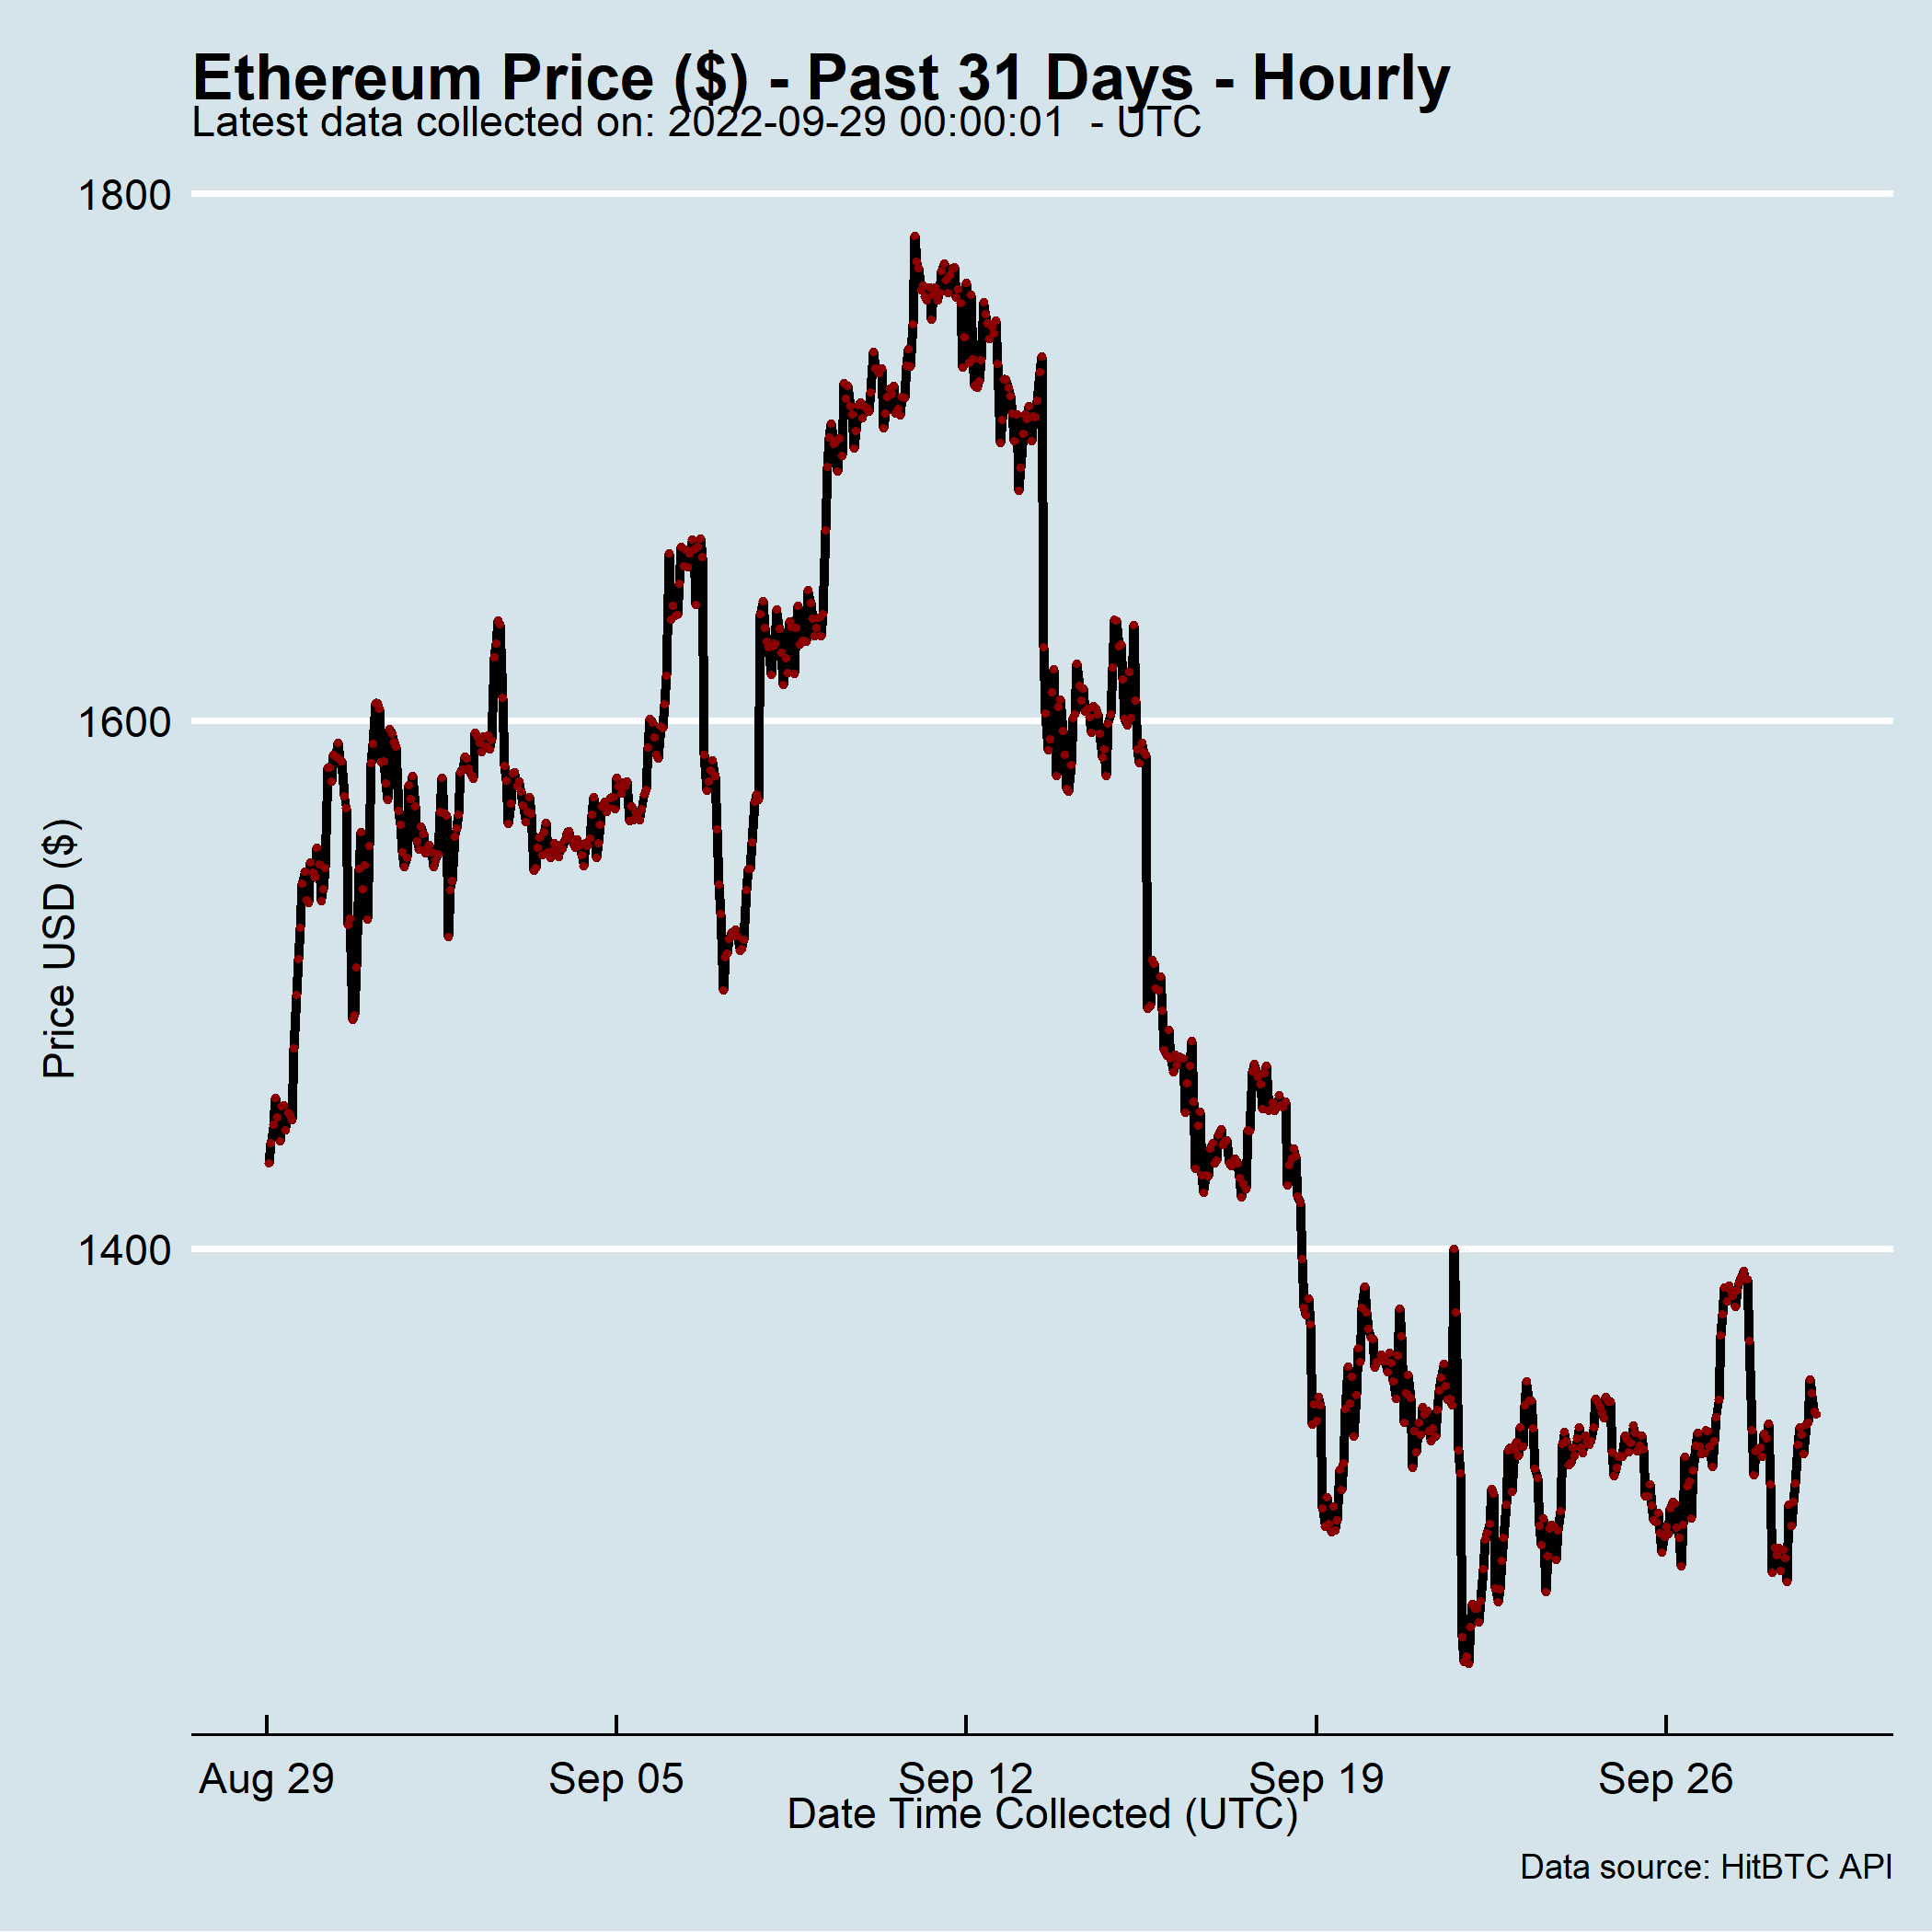 Ethereum Price ($) - Past 31 Days - Hourly
Latest data collected on: 2022-09-29 00:00:01  - UTC
1800
1600
1400
Price USD ($)
Aug 29 Sep 05 Sep 12 Sep 19 Sep 26
Date Time Collected (UTC)
Data source: HitBTC API